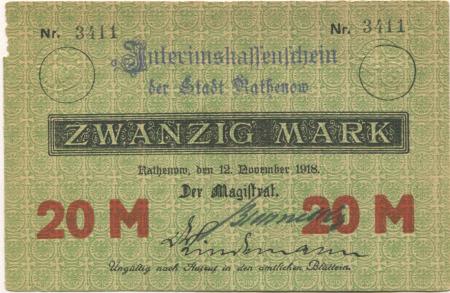 Nr. 3411 Nr. 3411
Interimskassenschein
der Stadt Rathenow
ZWANZIG MARK
Rathenow, den 12. November 1918.
Der Magistrat.
20 M 20 M
Lindemann
Ungültig nach Aufruf in den amtlichen Blättern.